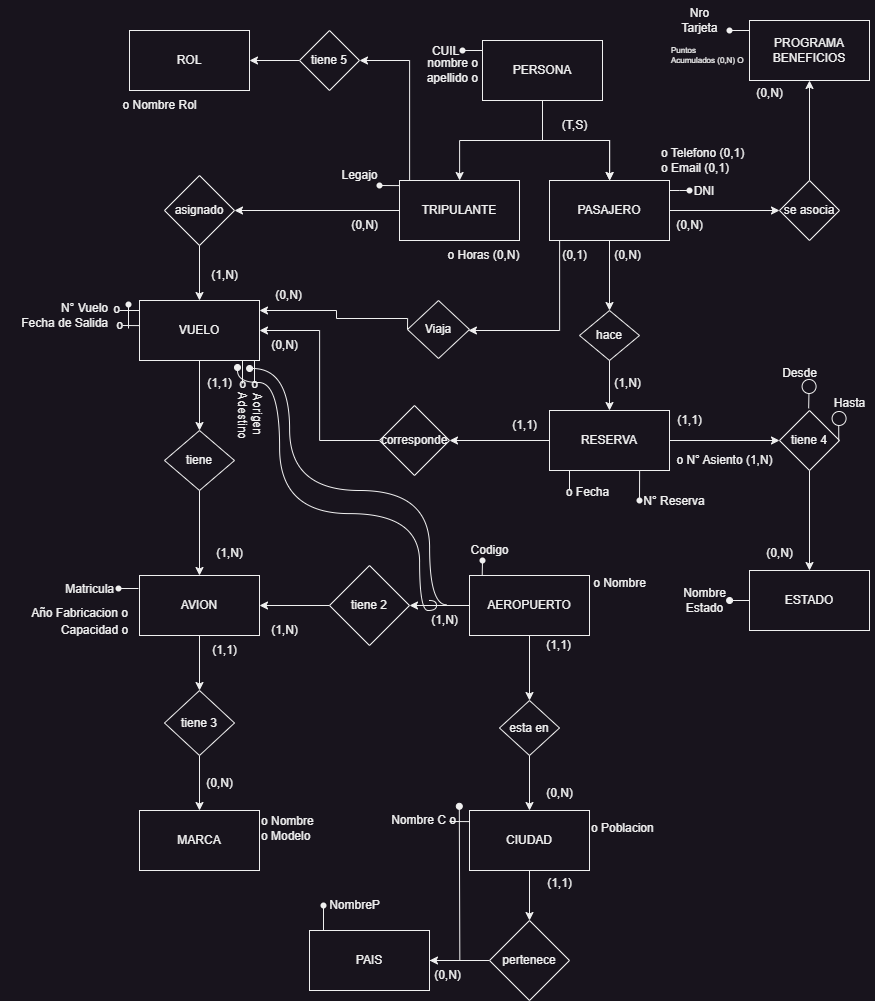 Nro
Tarjeta
PROGRAMA
BENEFICIOS
Puntos
Acumulados (0,N) O
(0,N)
ROL
tiene 5
o Nombre Rol
CUIL
nombre o
apellido o
PERSONA
(T,S)
o Telefono (0,1)
o Email (0,1)
Legajo
DNI
TRIPULANTE
PASAJERO
asignado
se asocia
(0,N)
(0,N)
o Horas (0,N)
(0,1)
(0,N)
(1,N)
(0,N)
N° Vuelo o
Fecha de Salida o
VUELO
Viaja
hace
(0,N)
(1,1)
o A destino
o A origen
(1,N)
Desde
Hasta
(1,1)
(1,1)
corresponde
RESERVA
tiene 4
tiene
o N° Asiento (1,N)
o Fecha
N° Reserva
(1,N)
Codigo
(0,N)
Matricula
AVION
tiene 2
AEROPUERTO
o Nombre
Nombre
Estado
ESTADO
Año Fabricacion o
Capacidad o
(1,N)
(1,N)
(1,1)
(1,1)
tiene 3
esta en
(0,N)
(0,N)
MARCA
o Nombre
o Modelo
Nombre C o
CIUDAD
o Poblacion
(1,1)
NombreP
PAIS
pertenece
(0,N)